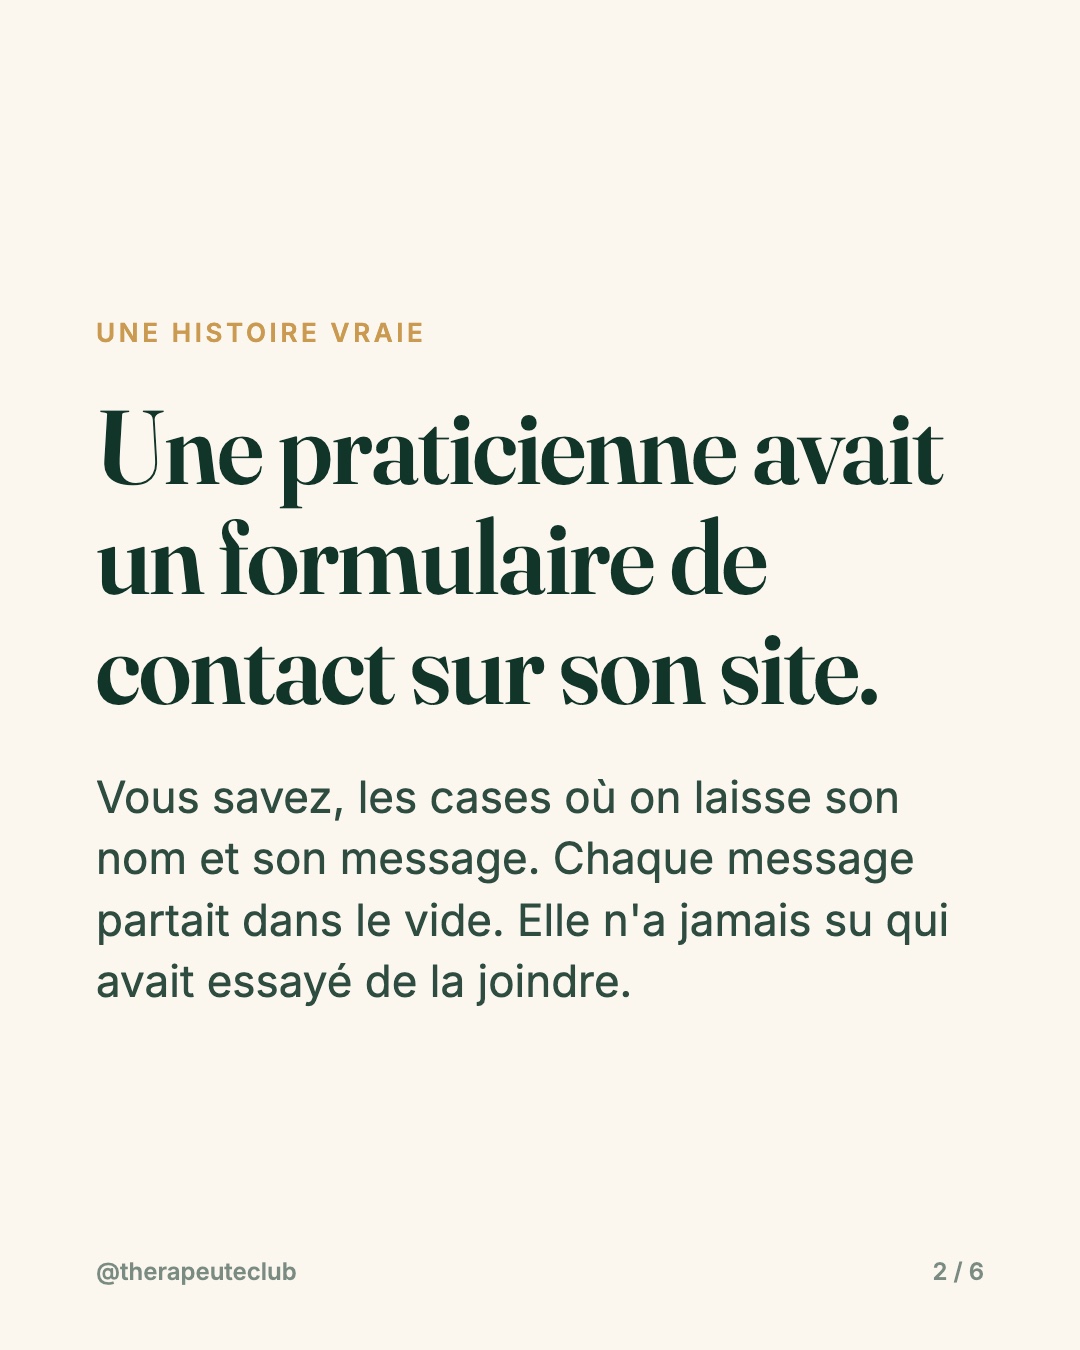 UNE HISTOIRE VRAIE
Une praticienne avait
un formulaire de
contact sur son site.
Vous savez, les cases où on laisse son
nom et son message. Chaque message
partait dans le vide. Elle n'a jamais su qui
avait essayé de la joindre.
@therapeuteclub
2 / 6